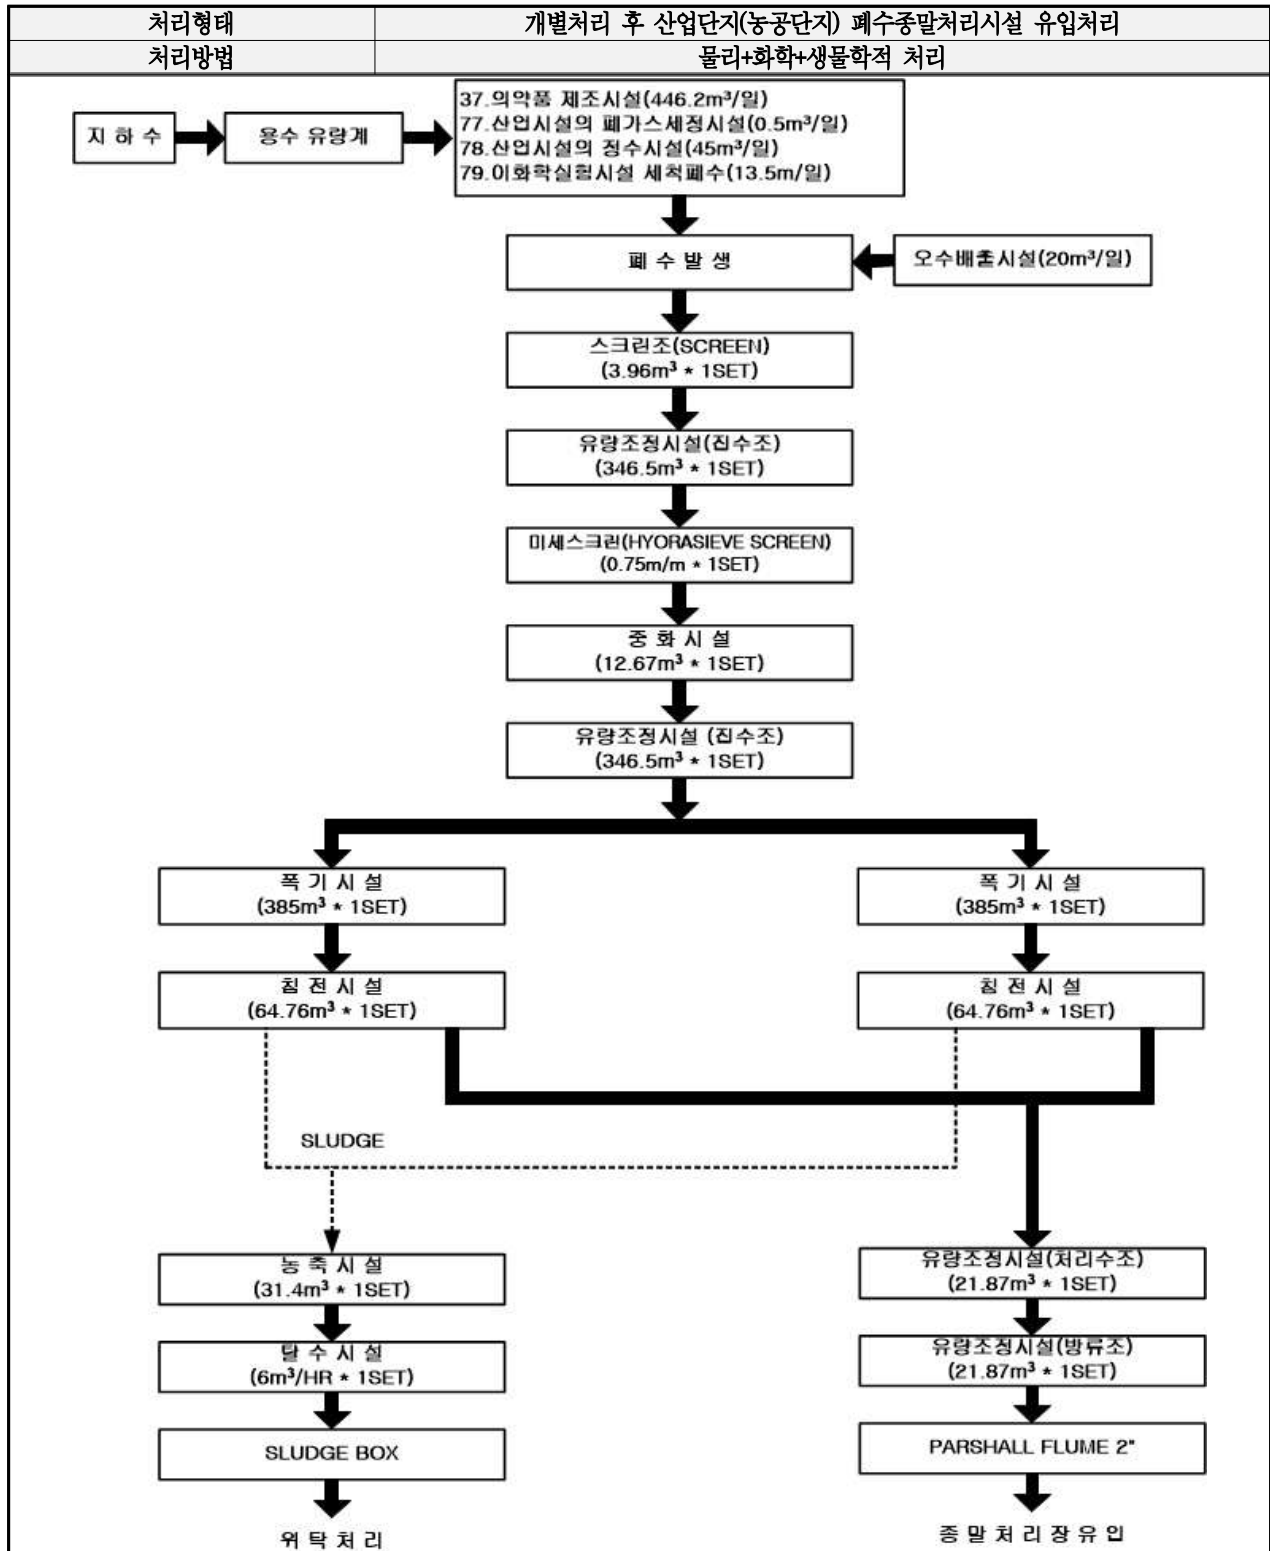 처리형태 개별처리 후 산업단지(농공단지) 폐수종말처리시설 유입처리
처리방법 물리+화학+생물학적 처리
지 하 수
용수 유량계
37.의약품 제조시설(446.2m³/일)
77.산업시설의 폐가스세정시설(0.5m³/일)
78.산업시설의 정수시설(45m³/일)
79.이화학실험시설 세척폐수(13.5m/일)
폐 수 발 생
오수배출시설(20m³/일)
스크린조(SCREEN)
(3.96m³ * 1SET)
유량조정시설(집수조)
(346.5m³ * 1SET)
미세스크린(HYORASIEVE SCREEN)
(0.75m/m * 1SET)
중 화 시 설
(12.67m³ * 1SET)
유량조정시설 (집수조)
(346.5m³ * 1SET)
폭 기 시 설
(385m³ * 1SET)
폭 기 시 설
(385m³ * 1SET)
침 전 시 설
(64.76m³ * 1SET)
침 전 시 설
(64.76m³ * 1SET)
SLUDGE
농 축 시 설
(31.4m³ * 1SET)
유량조정시설(처리수조)
(21.87m³ * 1SET)
탈 수 시 설
(6m³/HR * 1SET)
유량조정시설(방류조)
(21.87m³ * 1SET)
SLUDGE BOX
PARSHALL FLUME 2"
위 탁 처 리
종 말 처 리 장 유 입